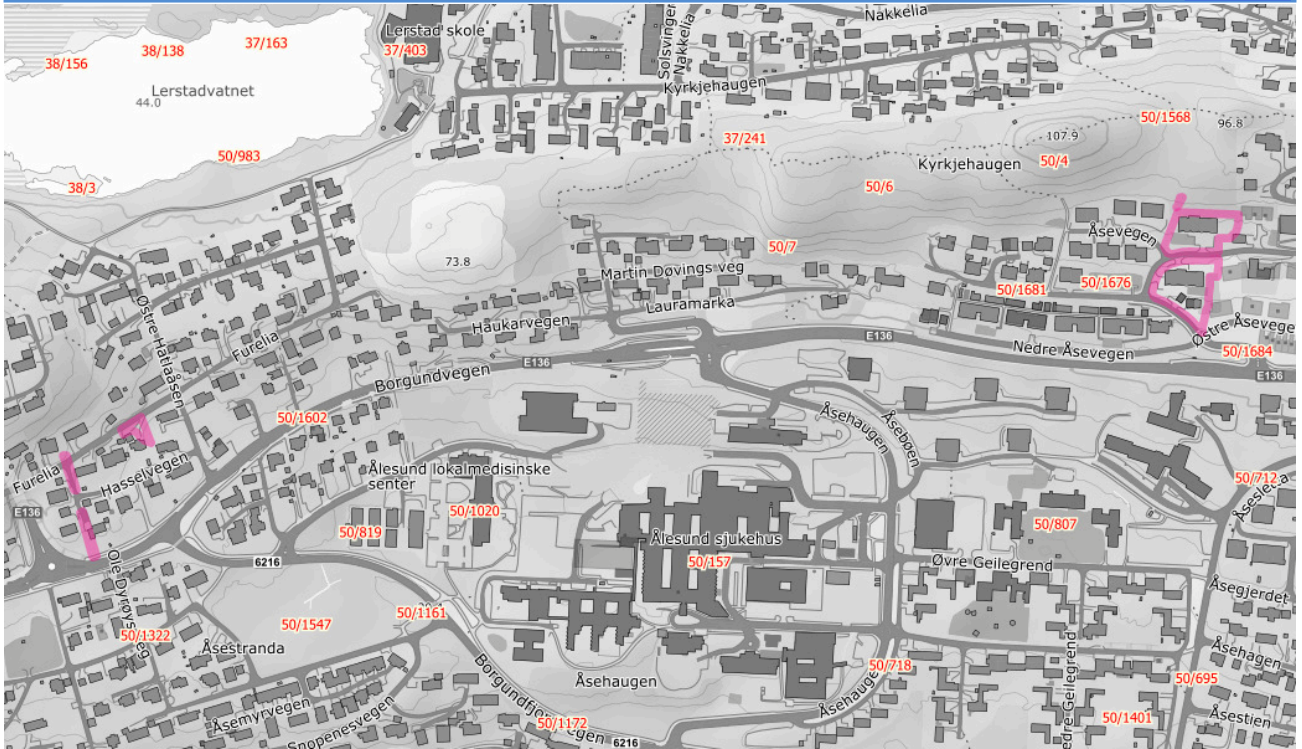 Nakkelia
Lerstad skole
37/403
37/163
38/138
38/156
Solsvingen
Nakkelia
Lerstadvatnet
44.0
Kyrkjehaugen
50/1568
96.8
107.9
37/241
50/983
Kyrkjehaugen
50/4
38/3
50/6
Åsevegen
50/7
73.8
Martin Døvings veg
50/1681
50/1676
Lauramarka
Østre Hatlaåsen
Haukarvegen
Furelia
Østre Åsevegen
E136
Nedre Åsevegen
50/1684
E136
E136
Borgundvegen
50/1602
Åsehaugen
Åsebøen
Furelia
Hasselvegen
Ålesund lokalmedisinske
senter
50/712
Åseslea
E136
50/819
50/1020
50/807
Ålesund sjukehus
50/157
6216
Øvre Geilegrend
Ole Dyrøys veg
Åsegjerdet
50/1161
50/1547
50/1322
Åsestranda
Åsehagen
50/718
50/695
Åsehaugen
Borgundfjordvegen
Åsehaugen
Nedre Geilegrend
Åsemyrvegen
Snopenesvegen
50/1172
50/1401
Åsestien
6216